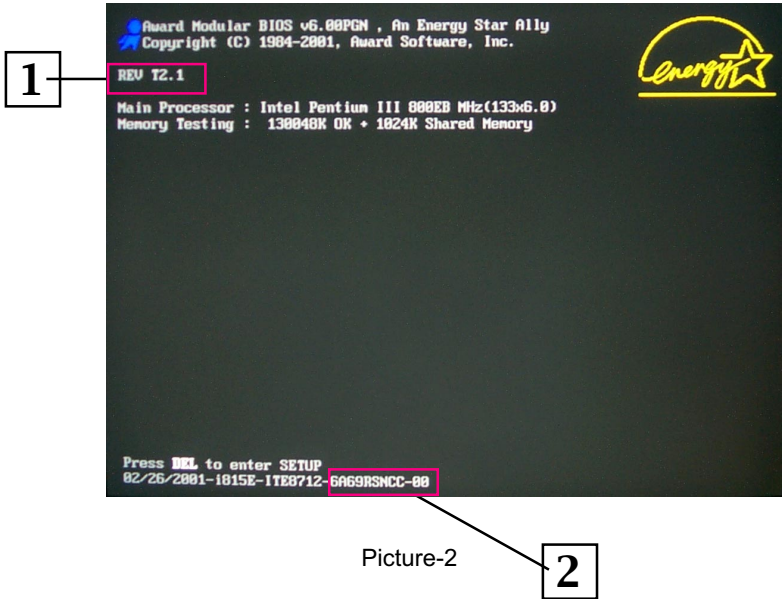 Award Modular BIOS v6.00PGN , An Energy Star Ally
Copyright (C) 1984-2001, Award Software, Inc.
energy
1
REV T2.1
Main Processor : Intel Pentium III 800EB MHz(133x6.0)
Memory Testing :  130048K OK + 1024K Shared Memory
Press DEL to enter SETUP
02/26/2001-i815E-ITE8712-6A69RSNCC-00
Picture-2
2